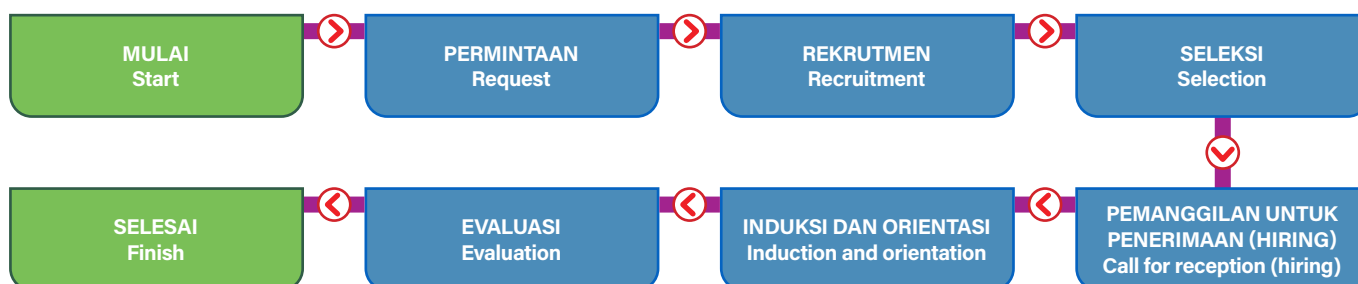 MULAI
Start
PERMINTAAN
Request
REKRUTMEN
Recruitment
SELEKSI
Selection
PEMANGGILAN UNTUK
PENERIMAAN (HIRING)
Call for reception (hiring)
INDUKSI DAN ORIENTASI
Induction and orientation
EVALUASI
Evaluation
SELESAI
Finish